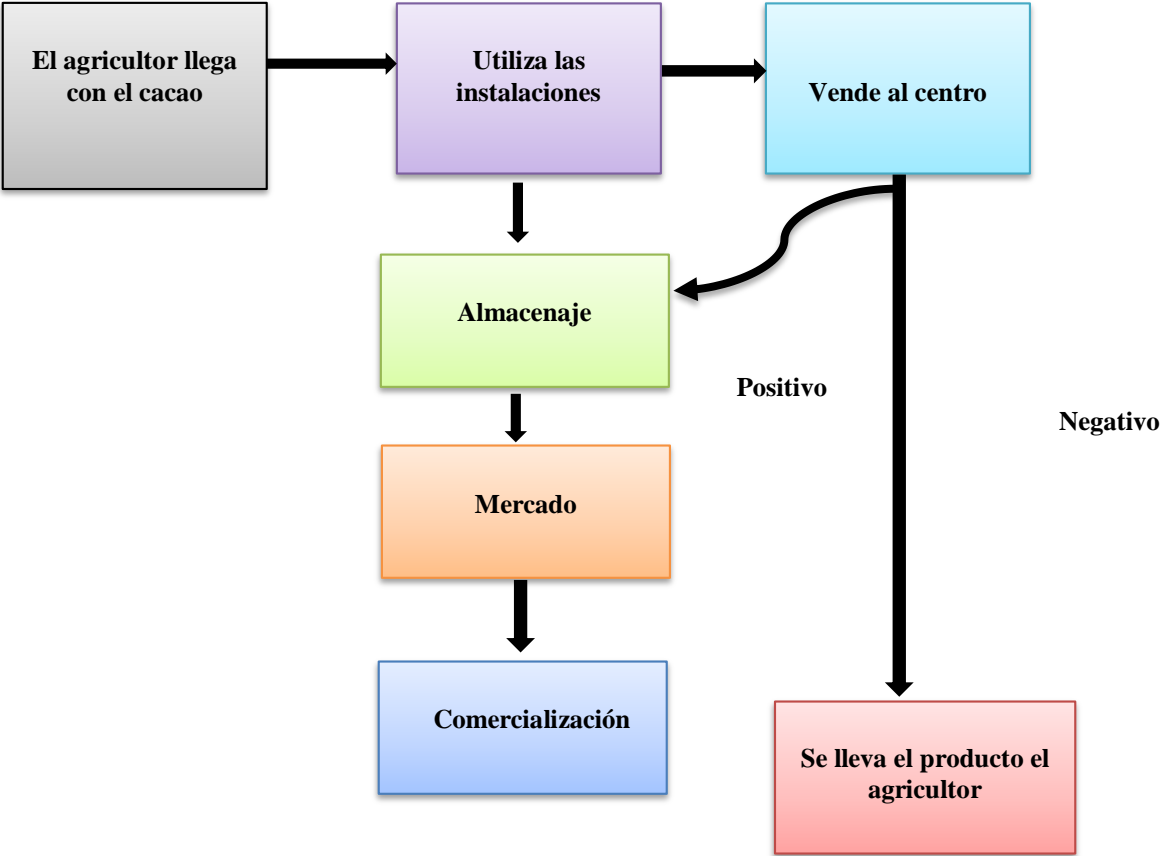 El agricultor llega
con el cacao
Utiliza las
instalaciones
Vende al centro
Almacenaje
Positivo
Negativo
Mercado
Comercialización
Se lleva el producto el
agricultor